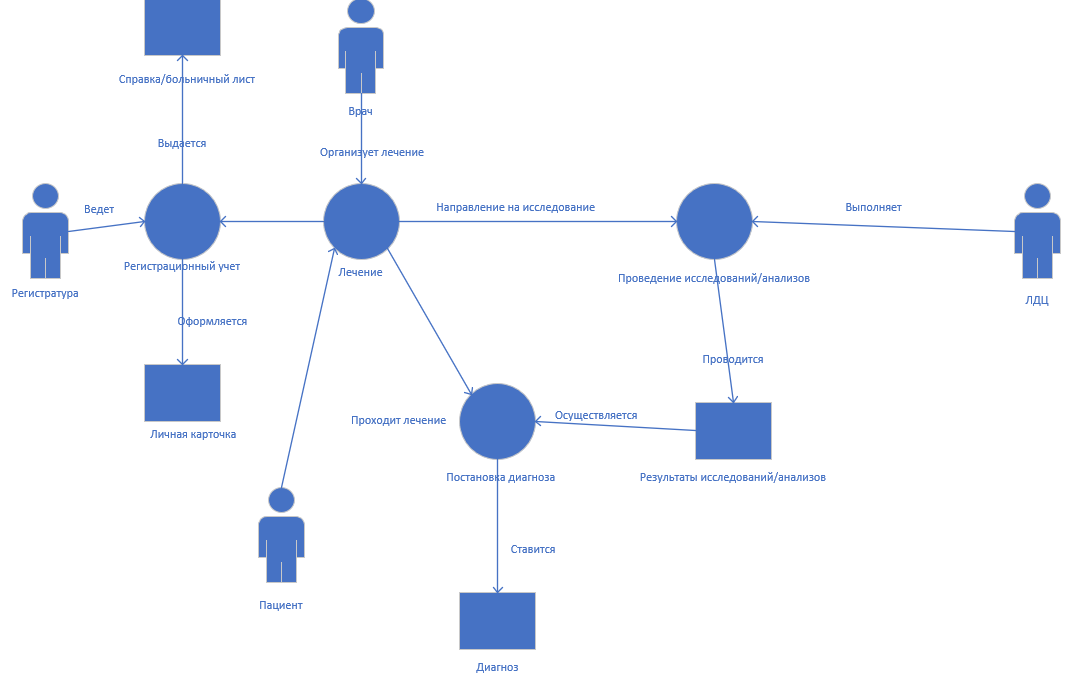 Справка/больничный лист
Врач
Выдается
Организует лечение
Ведет
Направление на исследование
Выполняет
Регистрационный учет
Лечение
Проведение исследований/анализов
Регистратура
ЛДЦ
Оформляется
Проводится
Проходит лечение
Осуществляется
Личная карточка
Постановка диагноза
Результаты исследований/анализов
Ставится
Пациент
Диагноз